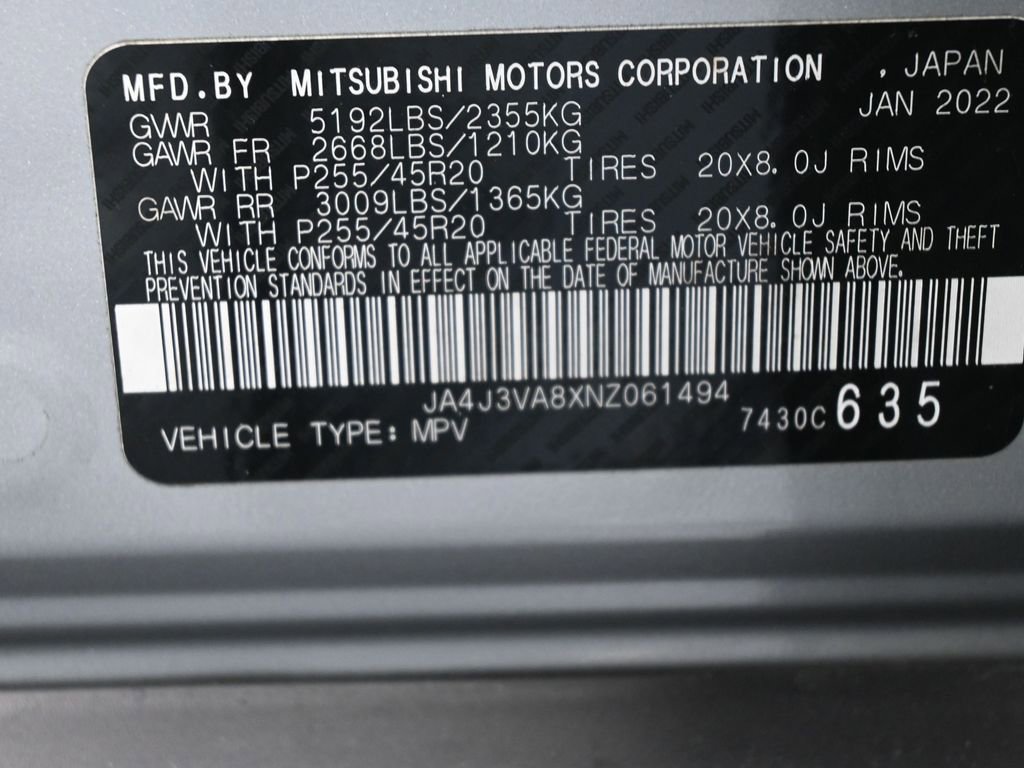 MFD.BY MITSUBISHI MOTORS CORPORATION , JAPAN
JAN 2022
GVWR 5192LBS/2355KG
GAWR FR 2668LBS/1210KG
WITH P255/45R20 TIRES 20X8.0J RIMS
GAWR RR 3009LBS/1365KG
WITH P255/45R20 TIRES 20X8.0J RIMS
THIS VEHICLE CONFORMS TO ALL APPLICABLE FEDERAL MOTOR VEHICLE SAFETY AND THEFT
PREVENTION STANDARDS IN EFFECT ON THE DATE OF MANUFACTURE SHOWN ABOVE.
JA4J3VA8XNZ061494
VEHICLE TYPE: MPV 7430C 635